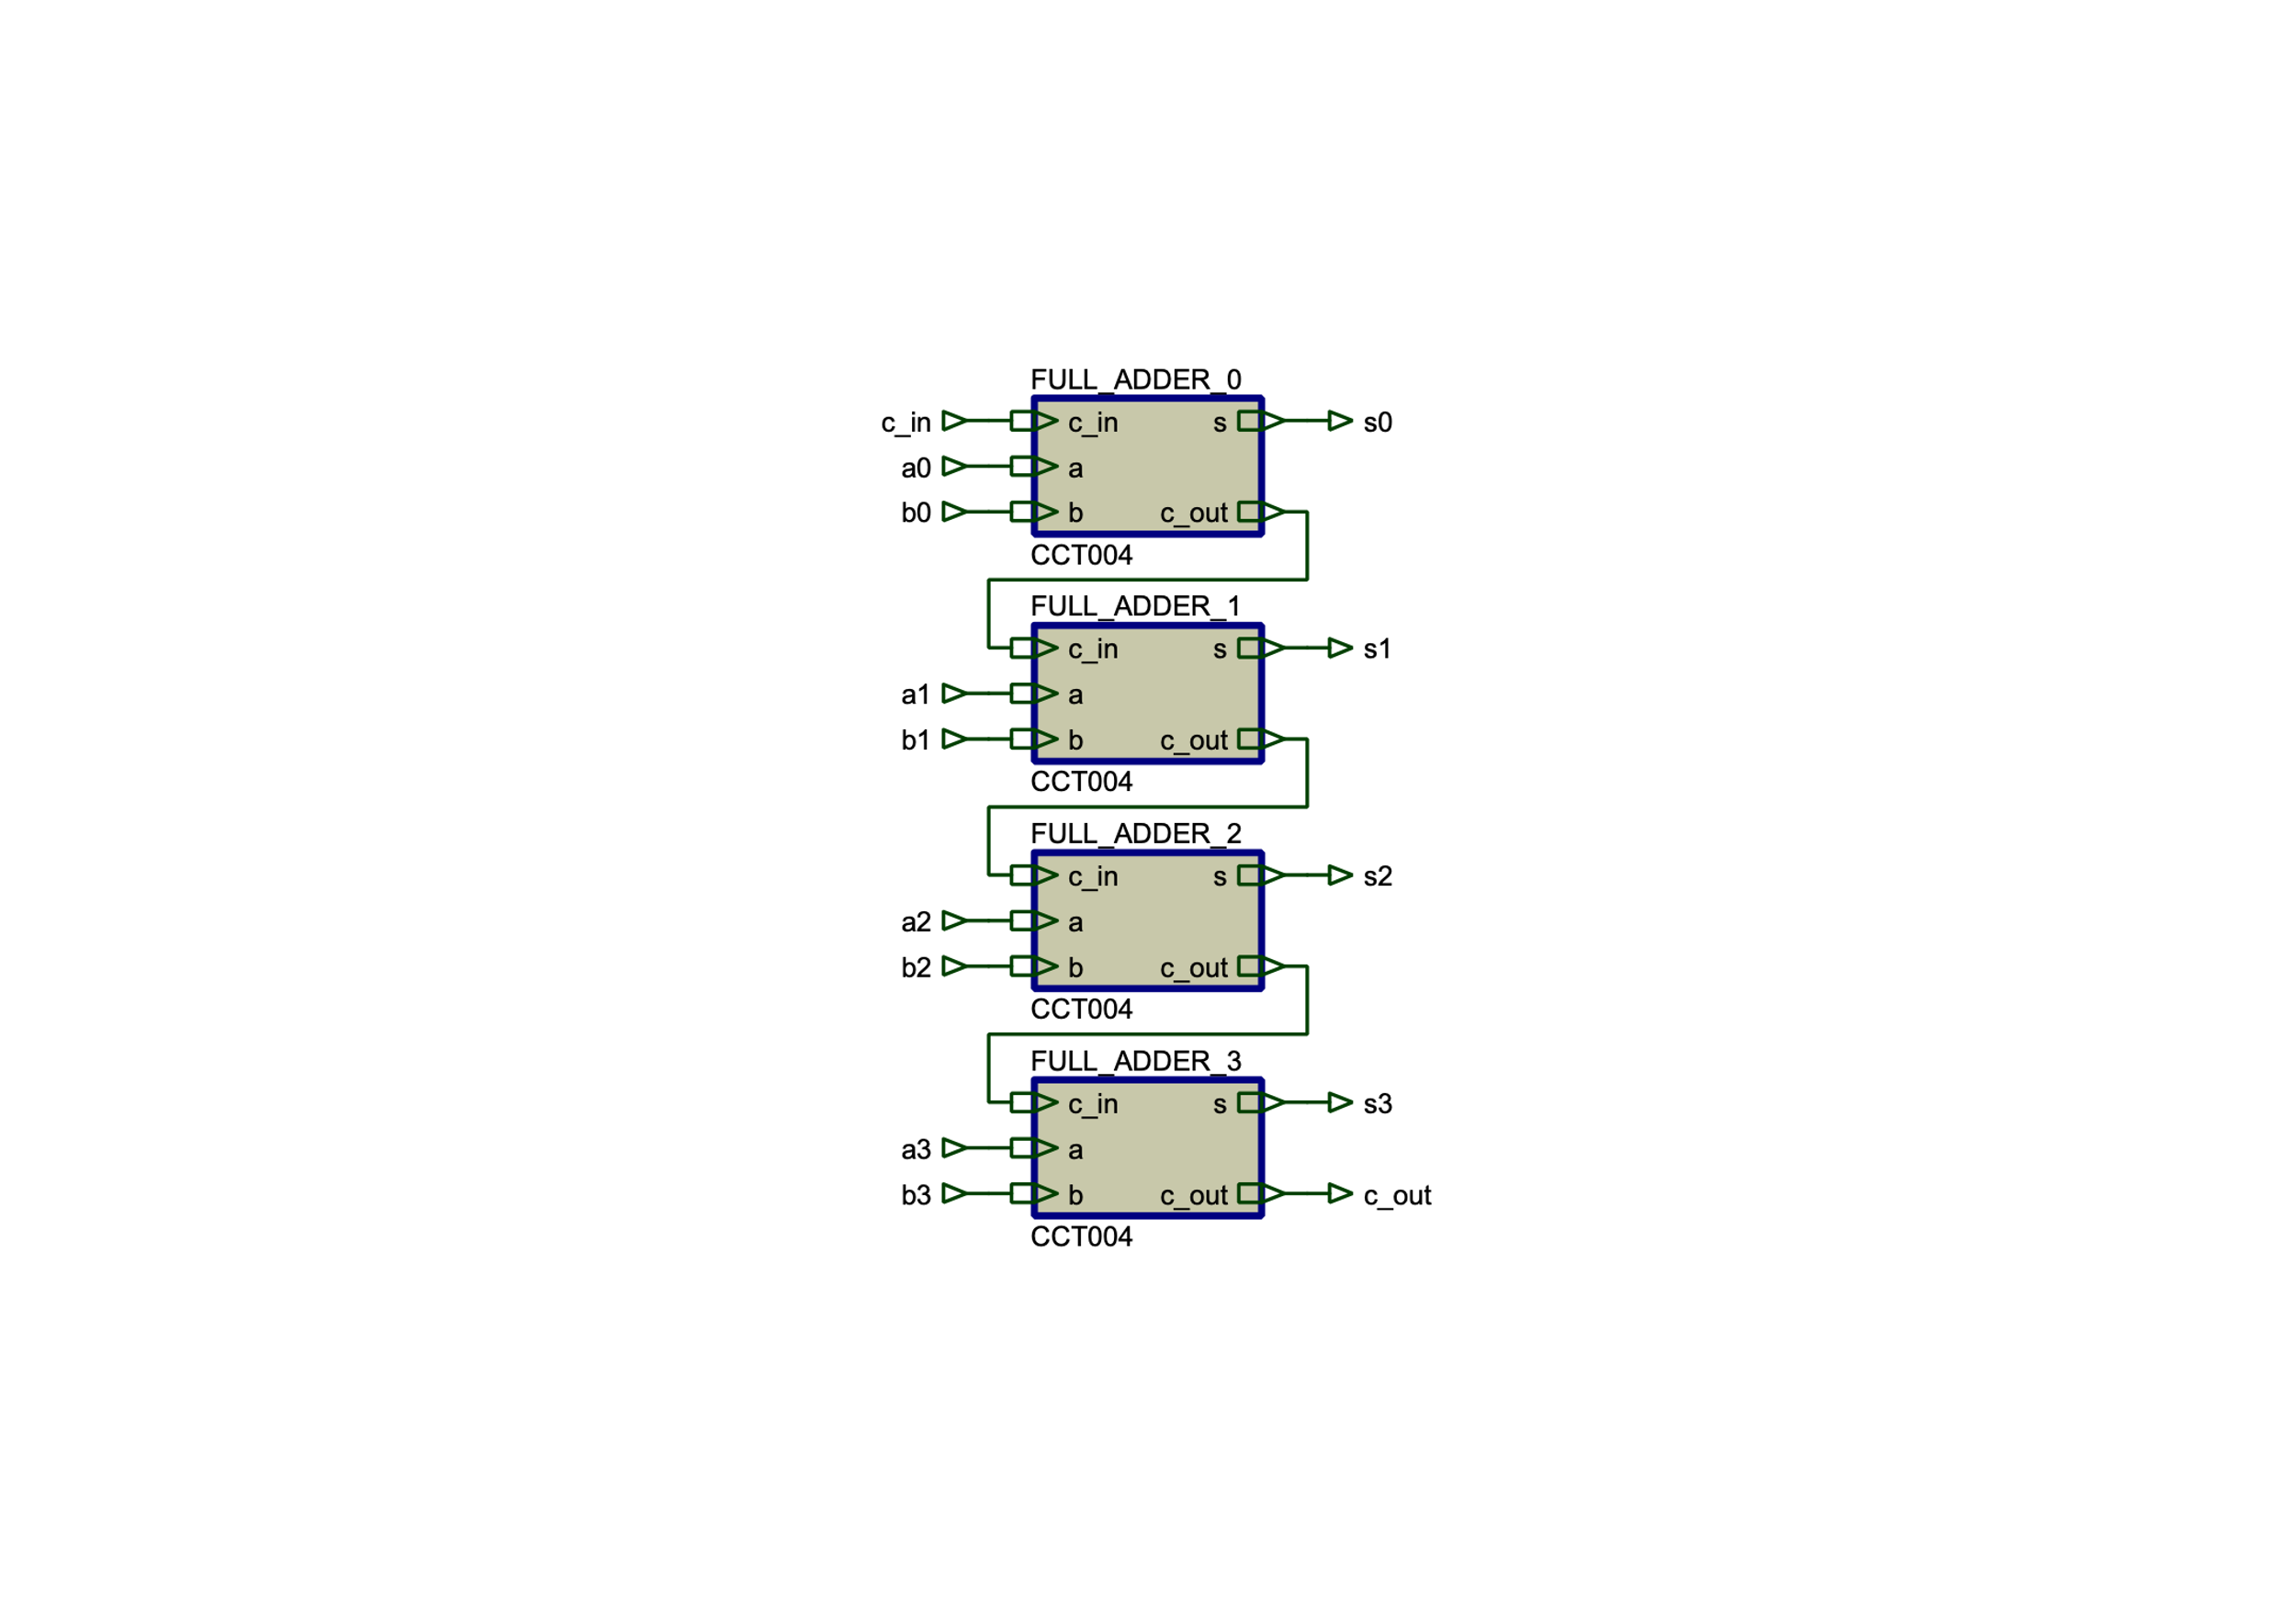 FULL_ADDER_0
c_in c_in s s0
a0 a
b0 b c_out
CCT004
FULL_ADDER_1
c_in s s1
a1 a
b1 b c_out
CCT004
FULL_ADDER_2
c_in s s2
a2 a
b2 b c_out
CCT004
FULL_ADDER_3
c_in s s3
a3 a
b3 b c_out c_out
CCT004